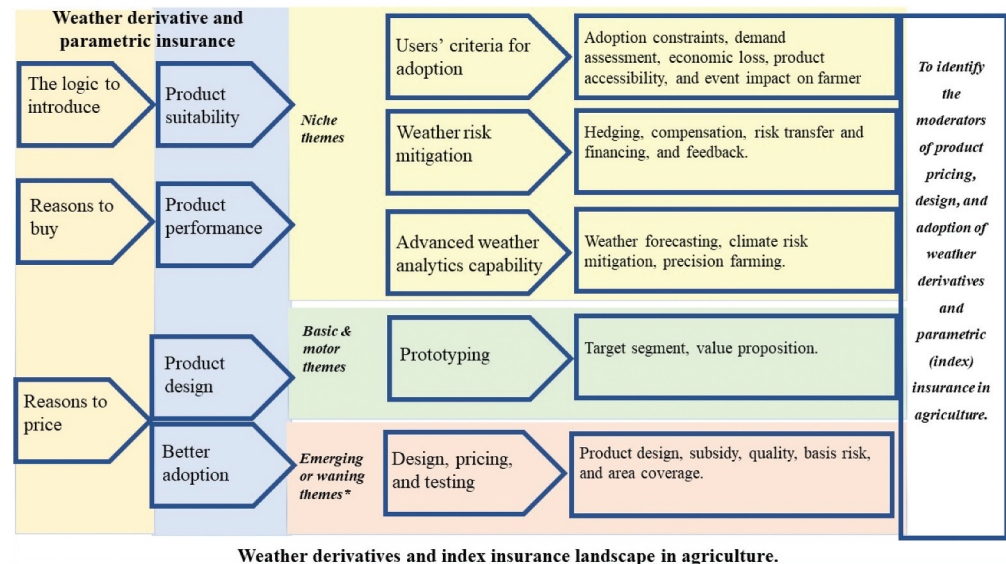 Weather derivative and
parametric insurance
The logic to
introduce
Product
suitability
Reasons to
buy
Product
performance
Reasons to
price
Product
design
Better
adoption
Niche
themes
Users' criteria for
adoption
Adoption constraints, demand
assessment, economic loss, product
accessibility, and event impact on farmer
Weather risk
mitigation
Hedging, compensation, risk transfer and
financing, and feedback.
Advanced weather
analytics capability
Weather forecasting, climate risk
mitigation, precision farming.
Basic &
motor
themes
Prototyping
Target segment, value proposition.
Emerging
or waning
themes*
Design, pricing,
and testing
Product design, subsidy, quality, basis risk,
and area coverage.
To identify
the
moderators
of product
pricing,
design, and
adoption of
weather
derivatives
and
parametric
(index)
insurance in
agriculture.
Weather derivatives and index insurance landscape in agriculture.